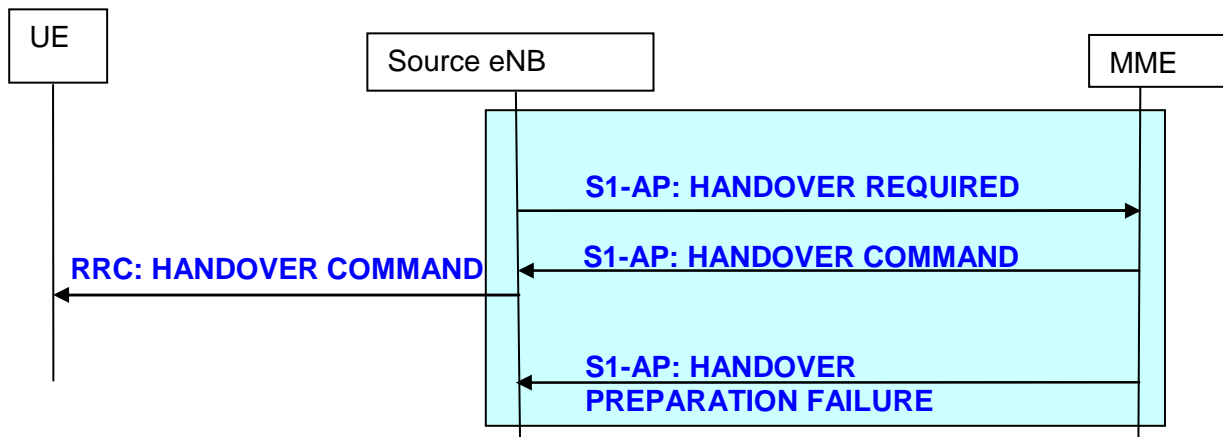 UE
Source eNB
MME
S1-AP: HANDOVER REQUIRED
S1-AP: HANDOVER COMMAND
RRC: HANDOVER COMMAND
S1-AP: HANDOVER
PREPARATION FAILURE